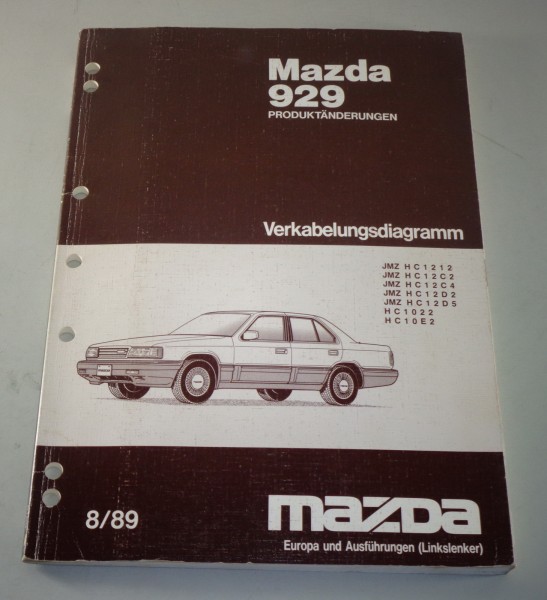 Mazda
929
PRODUKTÄNDERUNGEN
Verkabelungsdiagramm
JMZ HC1212
JMZ HC12C2
JMZ HC12C4
JMZ HC12D2
JMZ HC12D5
HC1022
HC10E2
8/89
mazda
Europa und Ausführungen (Linkslenker)